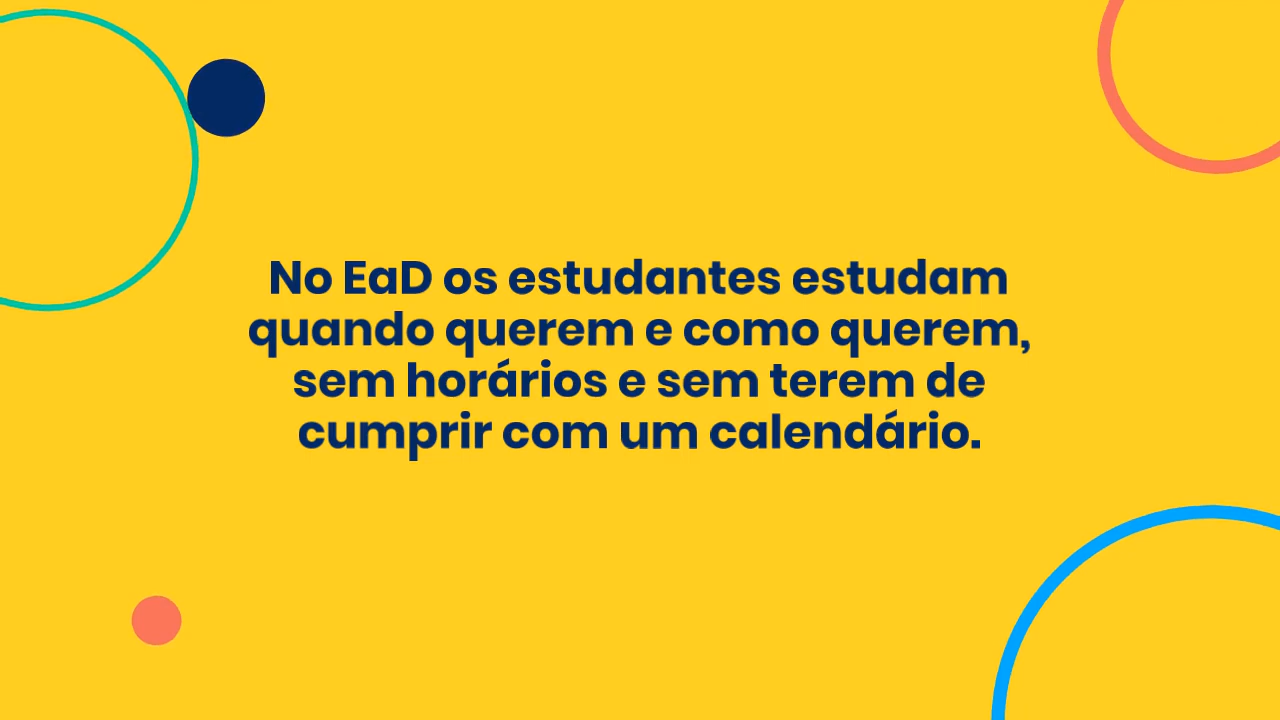 No EaD os estudantes estudam
quando querem e como querem,
sem horários e sem terem de
cumprir com um calendário.